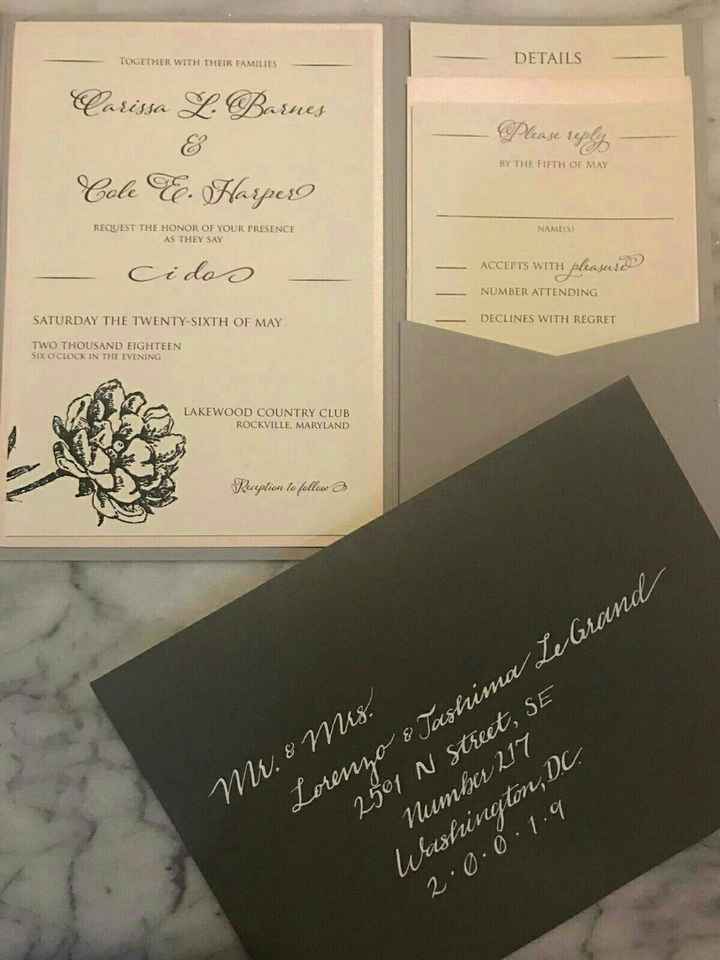 TOGETHER WITH THEIR FAMILIES
Carissa L. Barnes
&
Cole E. Harper
REQUEST THE HONOR OF YOUR PRESENCE
AS THEY SAY
i do
SATURDAY THE TWENTY-SIXTH OF MAY
TWO THOUSAND EIGHTEEN
SIX O'CLOCK IN THE EVENING
LAKEWOOD COUNTRY CLUB
ROCKVILLE, MARYLAND
Reception to follow
DETAILS
Please reply
BY THE FIFTH OF MAY
NAME(S)
ACCEPTS WITH pleasure
NUMBER ATTENDING
DECLINES WITH REGRET
Mr. & Mrs.
Lorenzo & Tashima LeGrand
2501 N Street, SE
Number 217
Washington, D.C.
2.0.0.1.9